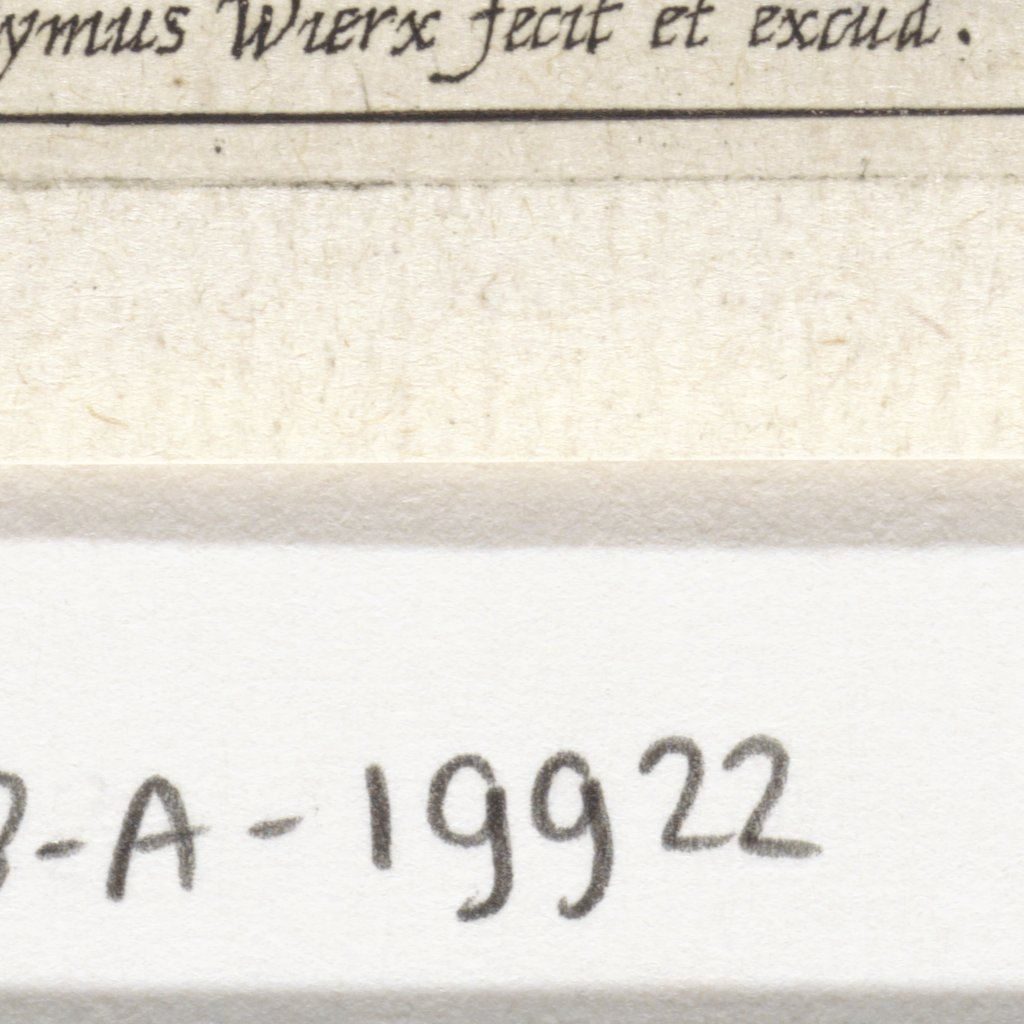 ymus Wierx fecit et excud.
-A-19922